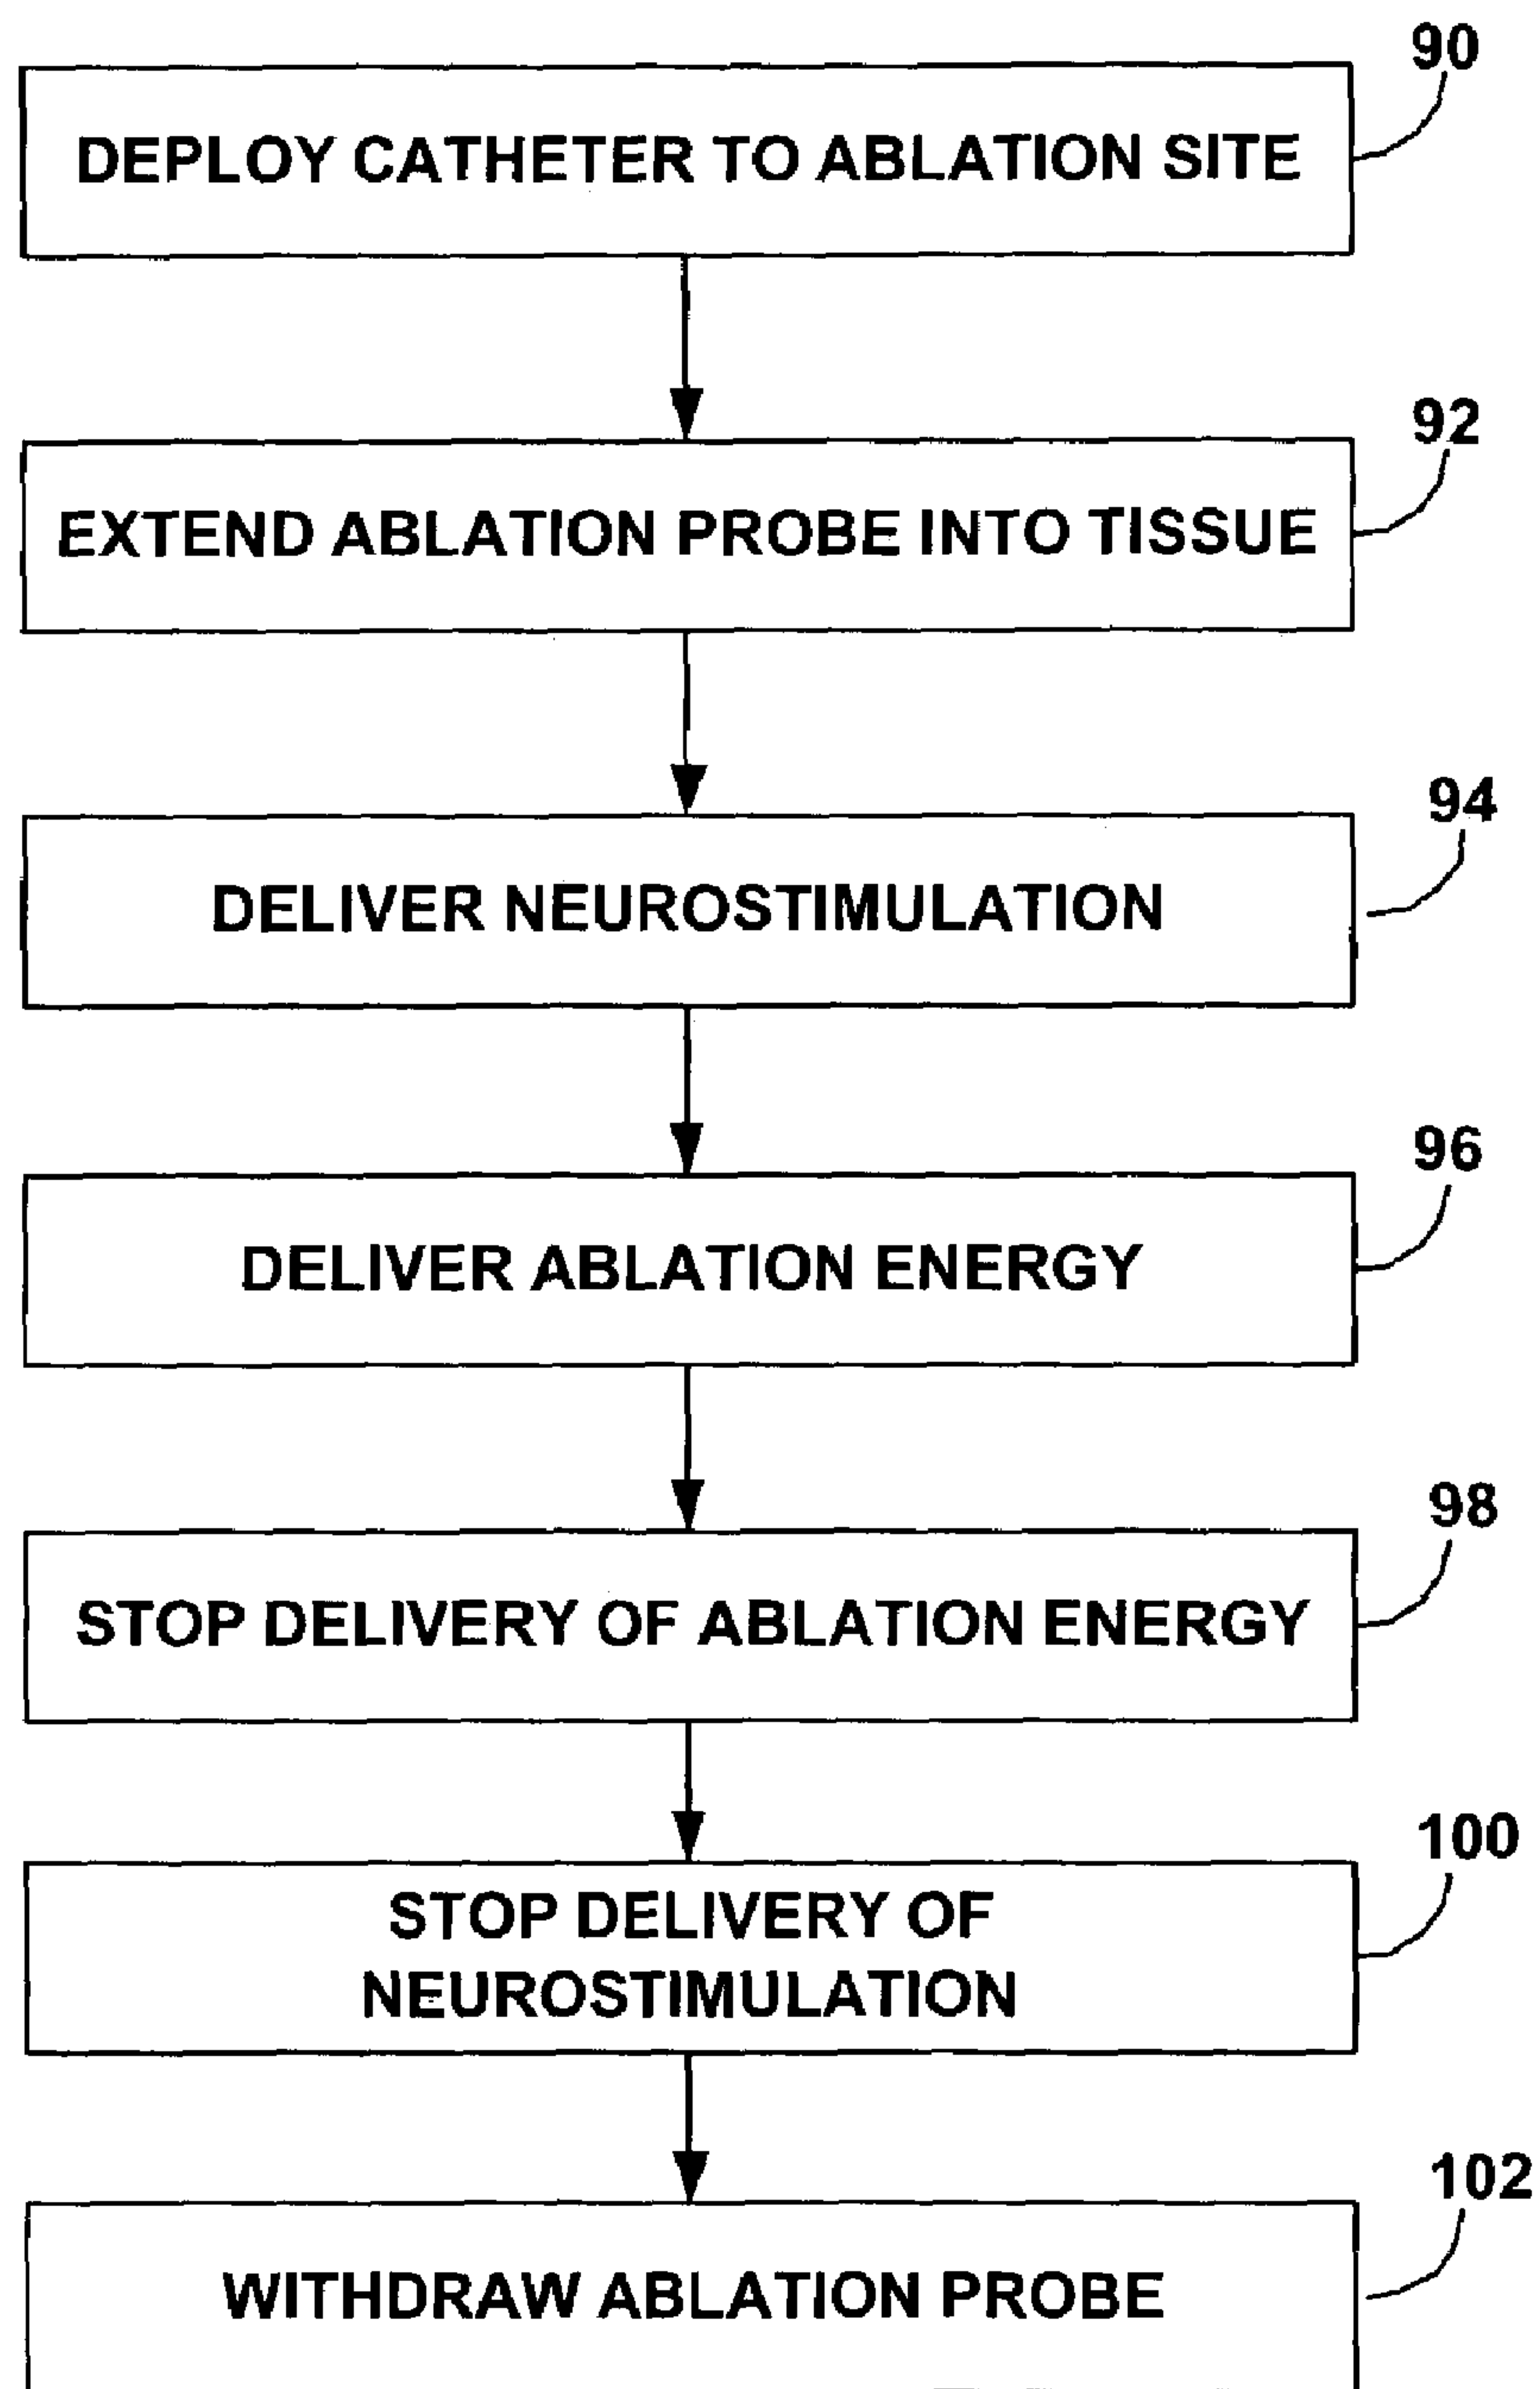 90
DEPLOY CATHETER TO ABLATION SITE
92
EXTEND ABLATION PROBE INTO TISSUE
94
DELIVER NEUROSTIMULATION
96
DELIVER ABLATION ENERGY
98
STOP DELIVERY OF ABLATION ENERGY
100
STOP DELIVERY OF
NEUROSTIMULATION
102
WITHDRAW ABLATION PROBE